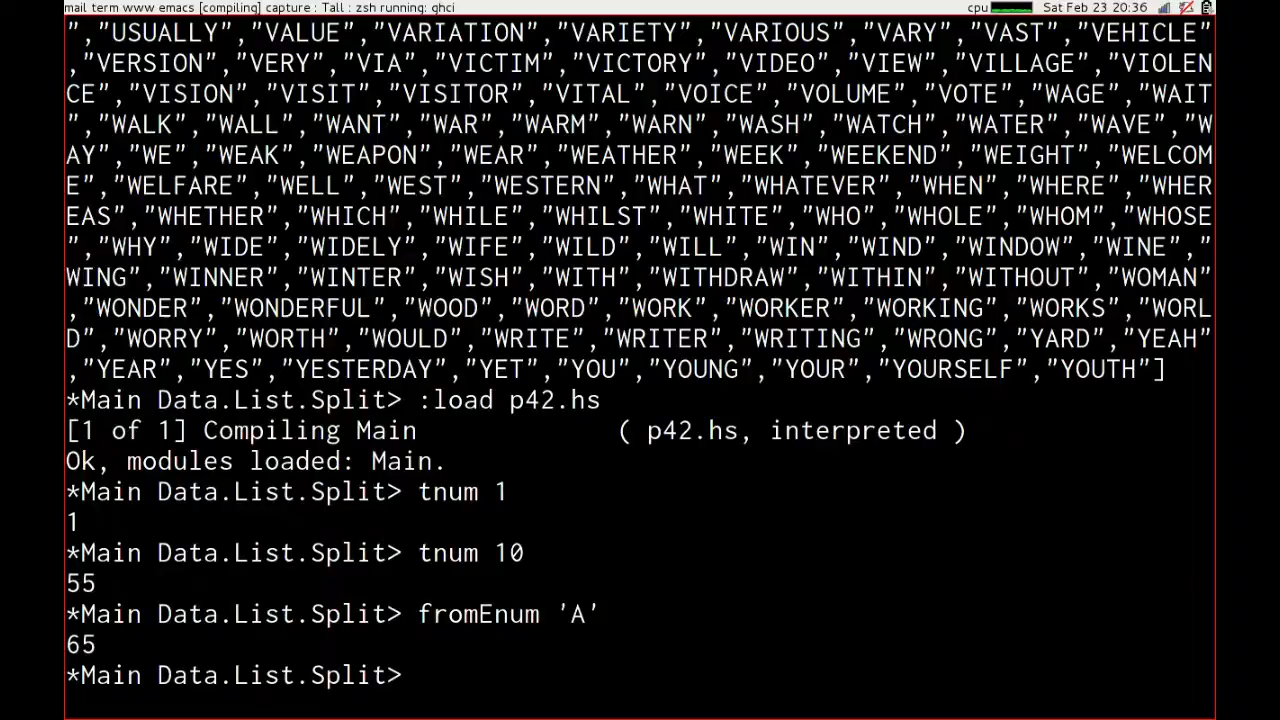 mail term www emacs [compiling] capture : Tall : zsh running: ghci cpu Sat Feb 23 20:36
","USUALLY","VALUE","VARIATION","VARIETY","VARIOUS","VARY","VAST","VEHICLE"
,"VERSION","VERY","VIA","VICTIM","VICTORY","VIDEO","VIEW","VILLAGE","VIOLEN
CE","VISION","VISIT","VISITOR","VITAL","VOICE","VOLUME","VOTE","WAGE","WAIT
","WALK","WALL","WANT","WAR","WARM","WARN","WASH","WATCH","WATER","WAVE","W
AY","WE","WEAK","WEAPON","WEAR","WEATHER","WEEK","WEEKEND","WEIGHT","WELCOM
E","WELFARE","WELL","WEST","WESTERN","WHAT","WHATEVER","WHEN","WHERE","WHER
EAS","WHETHER","WHICH","WHILE","WHILST","WHITE","WHO","WHOLE","WHOM","WHOSE
","WHY","WIDE","WIDELY","WIFE","WILD","WILL","WIN","WIND","WINDOW","WINE","
WING","WINNER","WINTER","WISH","WITH","WITHDRAW","WITHIN","WITHOUT","WOMAN"
,"WONDER","WONDERFUL","WOOD","WORD","WORK","WORKER","WORKING","WORKS","WORL
D","WORRY","WORTH","WOULD","WRITE","WRITER","WRITING","WRONG","YARD","YEAH"
,"YEAR","YES","YESTERDAY","YET","YOU","YOUNG","YOUR","YOURSELF","YOUTH"]
*Main Data.List.Split> :load p42.hs
[1 of 1] Compiling Main ( p42.hs, interpreted )
Ok, modules loaded: Main.
*Main Data.List.Split> tnum 1
1
*Main Data.List.Split> tnum 10
55
*Main Data.List.Split> fromEnum 'A'
65
*Main Data.List.Split>